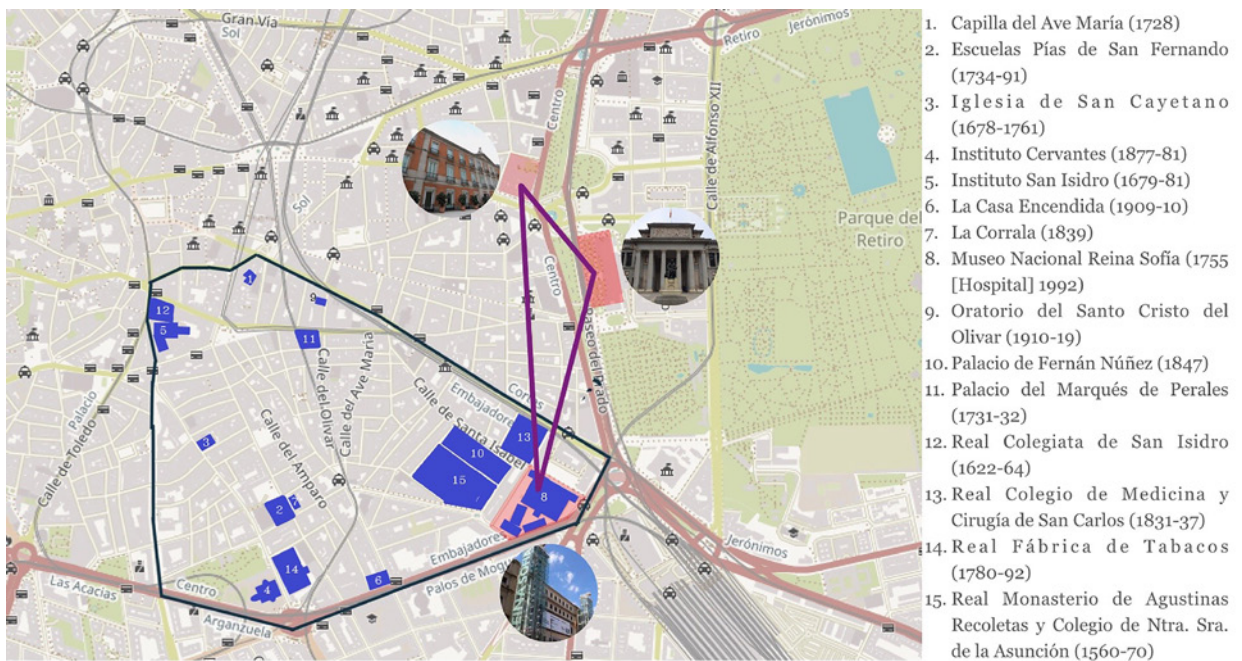 Gran Vía
Sol
Jerónimos
Retiro
Centro
Calle de Alfonso XII
Sol
Parque del
Retiro
Centro
Paseo del Prado
1
9
12
5
11
Palacio
Calle de Toledo
Calle del Olivar
Calle del Ave María
Cortes
Embajadores
Calle de Santa Isabel
13
10
15
8
3
Calle del Amparo
7
2
Embajadores
Jerónimos
14
6
4
Las Acacias
Centro
Arganzuela
1. Capilla del Ave María (1728)
2. Escuelas Pías de San Fernando
(1734-91)
3. Iglesia de San Cayetano
(1678-1761)
4. Instituto Cervantes (1877-81)
5. Instituto San Isidro (1679-81)
6. La Casa Encendida (1909-10)
7. La Corrala (1839)
8. Museo Nacional Reina Sofía (1755
[Hospital] 1992)
9. Oratorio del Santo Cristo del
Olivar (1910-19)
10. Palacio de Fernán Núñez (1847)
11. Palacio del Marqués de Perales
(1731-32)
12. Real Colegiata de San Isidro
(1622-64)
13. Real Colegio de Medicina y
Cirugía de San Carlos (1831-37)
14. Real Fábrica de Tabacos
(1780-92)
15. Real Monasterio de Agustinas
Recoletas y Colegio de Ntra. Sra.
de la Asunción (1560-70)